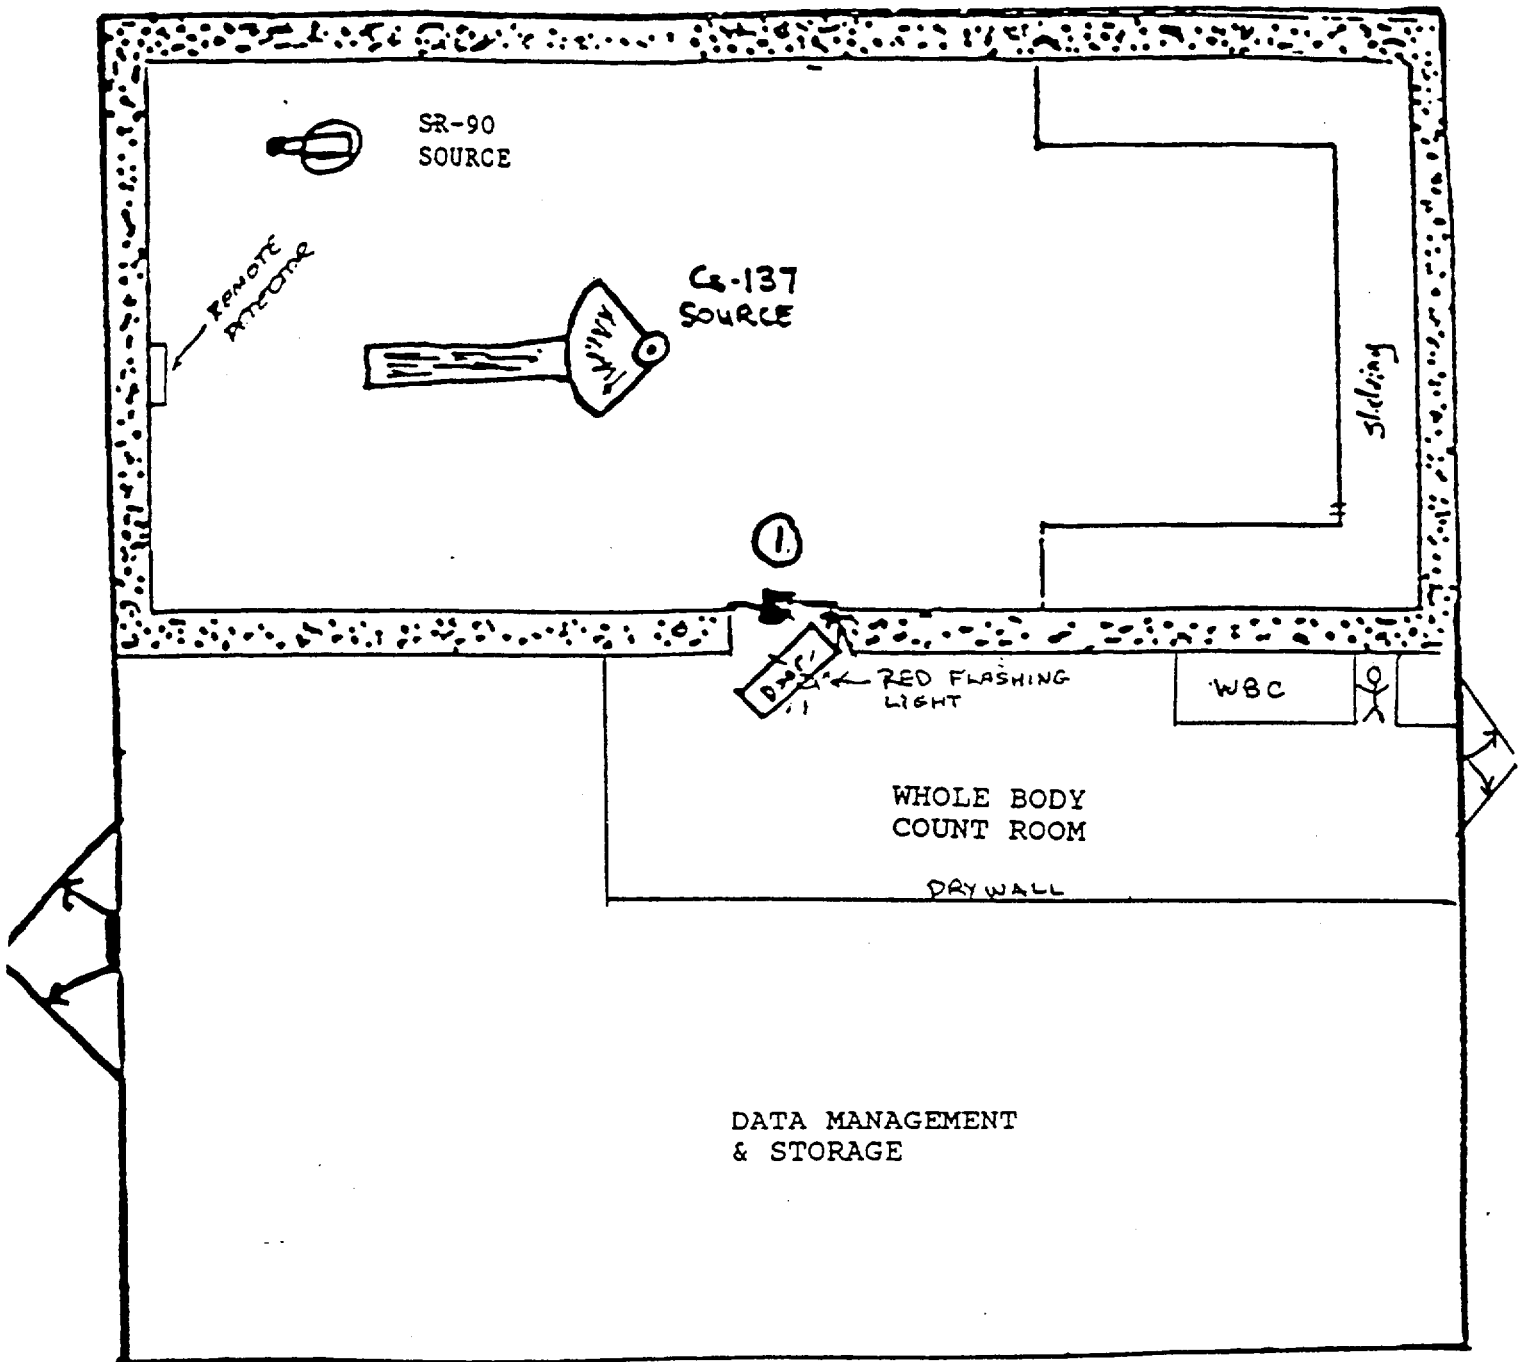 SR-90
SOURCE
REMOTE
DETECTOR
Cs-137
SOURCE
1
DOOR
RED FLASHING
LIGHT
WBC
WHOLE BODY
COUNT ROOM
DRYWALL
DATA MANAGEMENT
& STORAGE